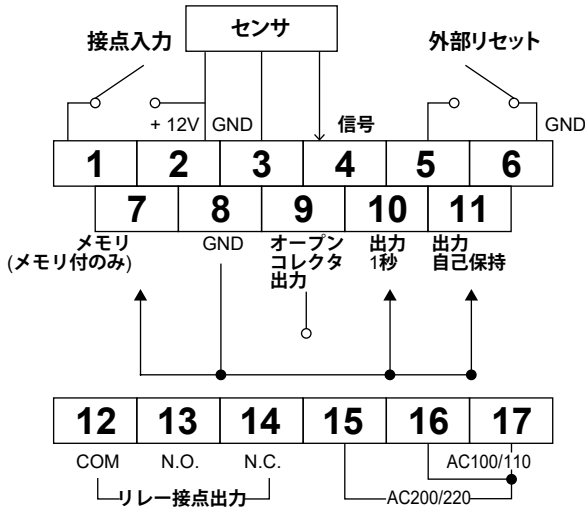 センサ
接点入力
外部リセット
+ 12V
GND
信号
GND
1 2 3 4 5 6
7 8 9 10 11
メモリ
(メモリ付のみ)
GND
オープン
コレクタ
出力
出力
1秒
出力
自己保持
12 13 14 15 16 17
COM
N.O.
N.C.
AC100/110
リレー接点出力
AC200/220